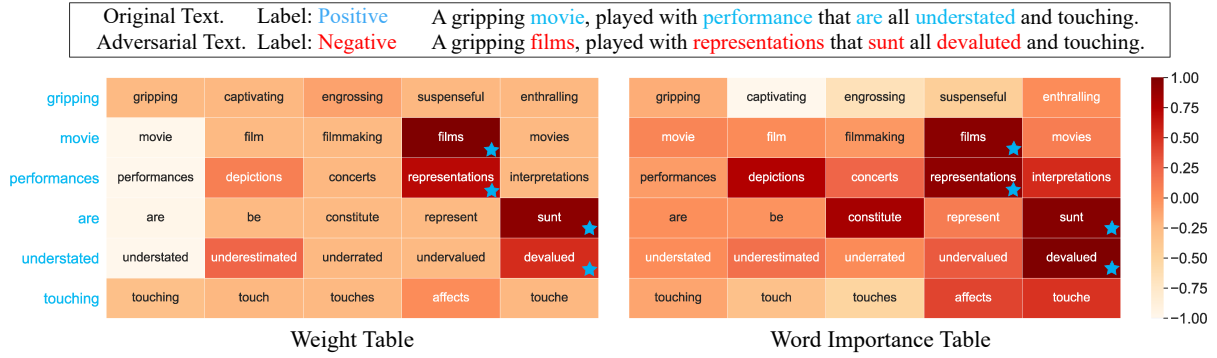 Original Text. Label: Positive A gripping movie, played with performance that are all understated and touching.
Adversarial Text. Label: Negative A gripping films, played with representations that sunt all devaluted and touching.
gripping gripping captivating engrossing suspenseful enthralling gripping captivating engrossing suspenseful enthralling 1.00
0.75
movie movie film filmmaking films movies movie film filmmaking films movies
0.50
performances performances depictions concerts representations interpretations performances depictions concerts representations interpretations 0.25
0.00
are are be constitute represent sunt are be constitute represent sunt
-0.25
understated understated underestimated underrated undervalued devalued understated underestimated underrated undervalued devalued -0.50
-0.75
touching touching touch touches affects touche touching touch touches affects touche
-1.00
Weight Table Word Importance Table